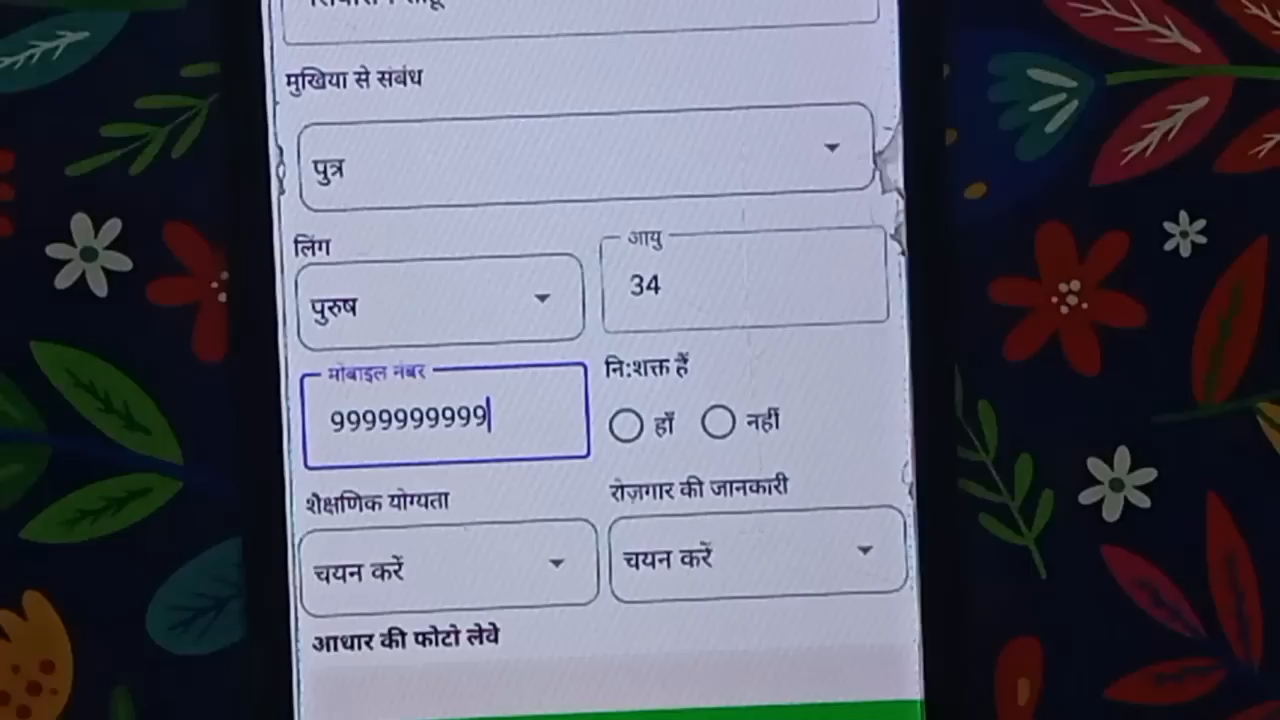 मुखिया से संबंध
पुत्र
लिंग
आयु
पुरुष
34
मोबाइल नंबर
नि:शक्त हैं
9999999999
हाँ
नहीं
शैक्षणिक योग्यता
रोज़गार की जानकारी
चयन करें
चयन करें
आधार की फोटो लेवे